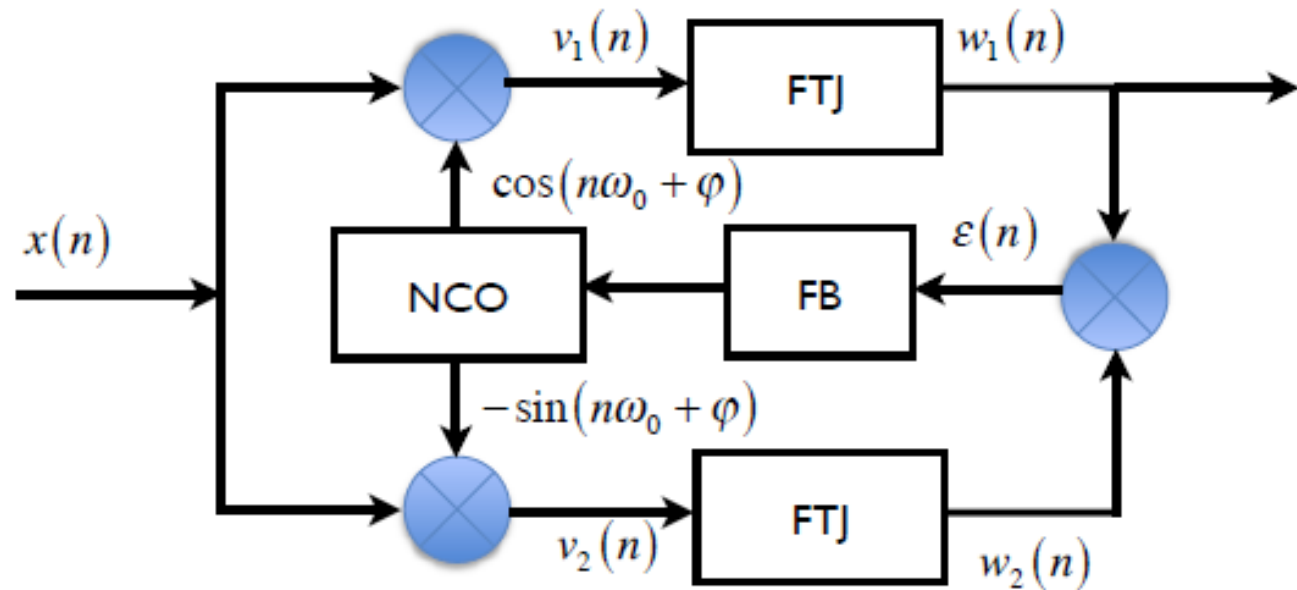 v₁(n)
w₁(n)
FTJ
cos(nω₀ + φ)
x(n)
ε(n)
NCO
FB
−sin(nω₀ + φ)
FTJ
v₂(n)
w₂(n)